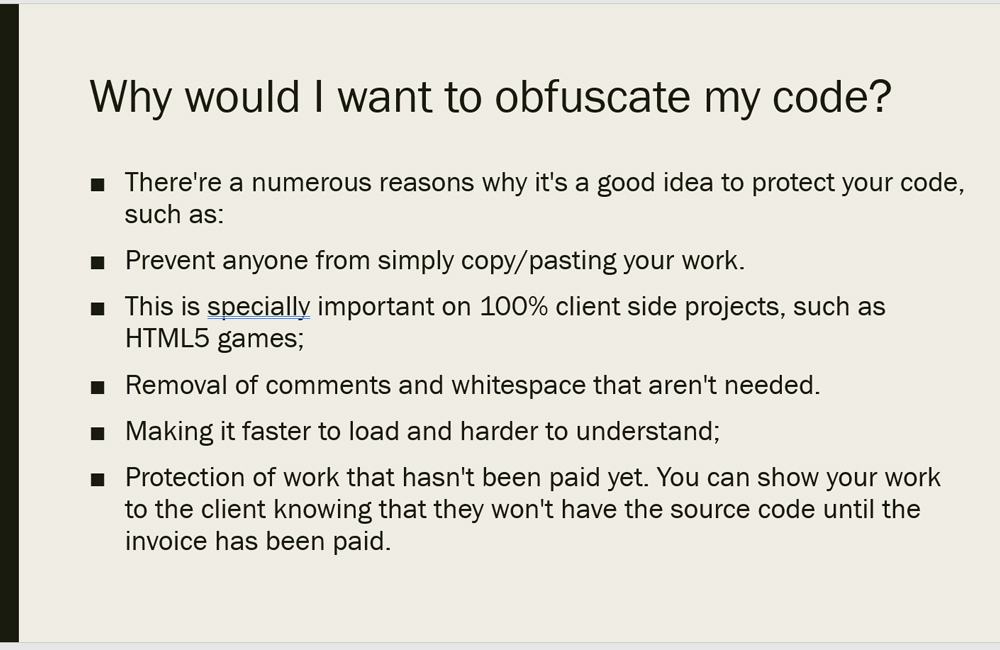 Why would I want to obfuscate my code?
■ There're a numerous reasons why it's a good idea to protect your code,
such as:
■ Prevent anyone from simply copy/pasting your work.
■ This is specially important on 100% client side projects, such as
HTML5 games;
■ Removal of comments and whitespace that aren't needed.
■ Making it faster to load and harder to understand;
■ Protection of work that hasn't been paid yet. You can show your work
to the client knowing that they won't have the source code until the
invoice has been paid.